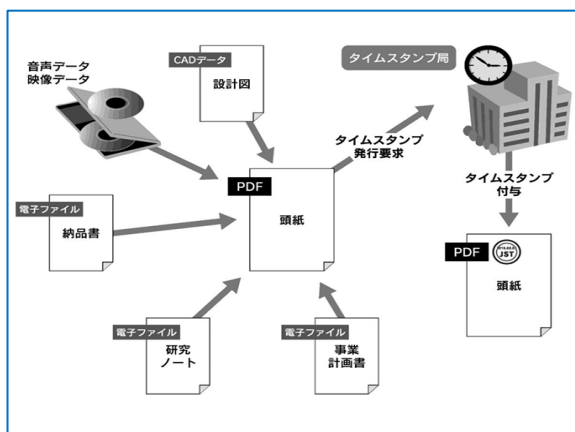 音声データ
映像データ
CADデータ
設計図
タイムスタンプ局
タイムスタンプ
発行要求
PDF
頭紙
タイムスタンプ
付与
電子ファイル
納品書
PDF
JST
頭紙
電子ファイル
研究
ノート
電子ファイル
事業
計画書